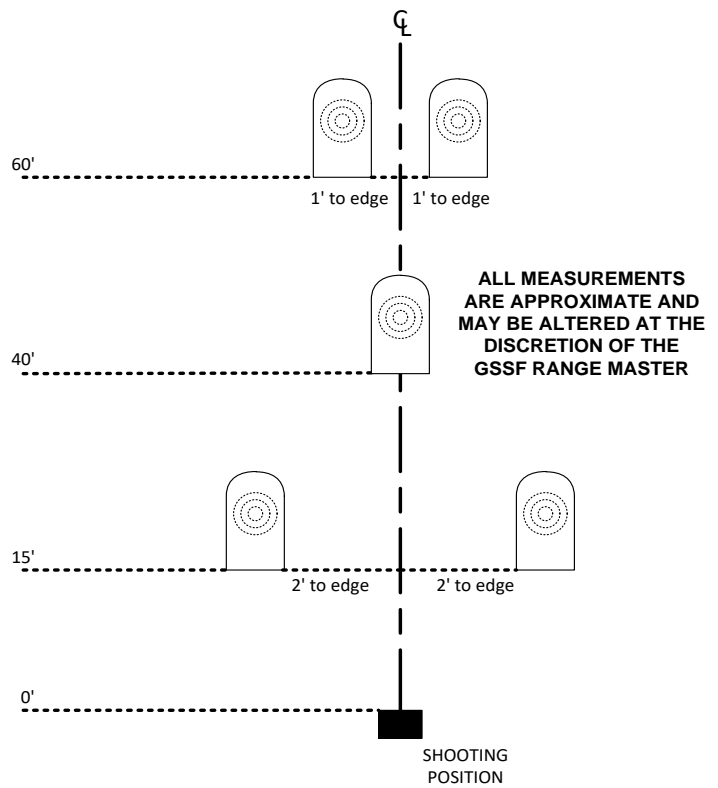 ℄
60'
1' to edge 1' to edge
ALL MEASUREMENTS
ARE APPROXIMATE AND
MAY BE ALTERED AT THE
DISCRETION OF THE
GSSF RANGE MASTER
40'
15'
2' to edge 2' to edge
0'
SHOOTING
POSITION